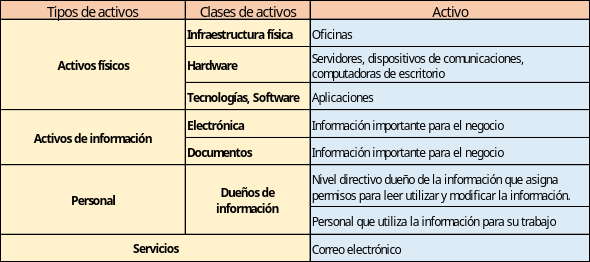 Tipos de activos Clases de activos Activo
Activos físicos
Infraestructura física Oficinas
Hardware
Servidores, dispositivos de comunicaciones,
computadoras de escritorio
Tecnologías, Software Aplicaciones
Activos de información
Electrónica Información importante para el negocio
Documentos Información importante para el negocio
Personal
Dueños de
información
Nivel directivo dueño de la información que asigna
permisos para leer utilizar y modificar la información.
Personal que utiliza la información para su trabajo
Servicios Correo electrónico